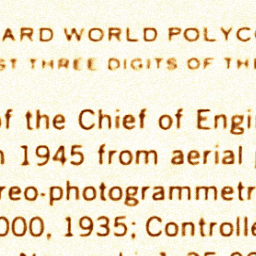 ARD WORLD POLYC
ST THREE DIGITS OF THE
of the Chief of Engi
1945 from aerial
reo-photogrammetr
000, 1935; Controlle